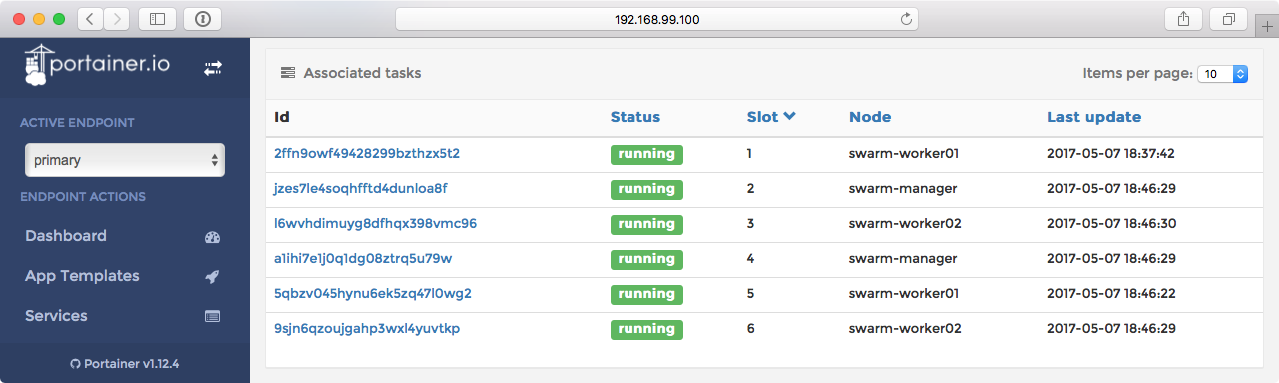 192.168.99.100
portainer.io
Associated tasks
Items per page: 10
ACTIVE ENDPOINT
primary
ENDPOINT ACTIONS
Dashboard
App Templates
Services
Portainer v1.12.4
Id Status Slot Node Last update
2ffn9owf49428299bzthzx5t2 running 1 swarm-worker01 2017-05-07 18:37:42
jzes7le4soqhfftd4dunloa8f running 2 swarm-manager 2017-05-07 18:46:29
l6wvhdimuyg8dfhqx398vmc96 running 3 swarm-worker02 2017-05-07 18:46:30
a1ihi7e1j0q1dg08ztrq5u79w running 4 swarm-manager 2017-05-07 18:46:29
5qbzv045hynu6ek5zq47l0wg2 running 5 swarm-worker01 2017-05-07 18:46:22
9sjn6qzoujgahp3wxl4yuvtkp running 6 swarm-worker02 2017-05-07 18:46:29